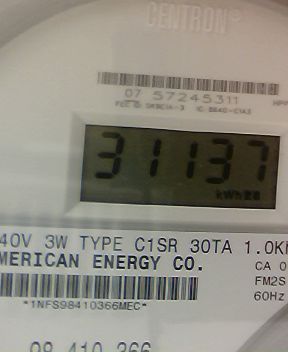 CENTRON®
07 57245311
31137
kWh
40V 3W TYPE C1SR 30TA 1.0K
MERICAN ENERGY CO.
CA 0
FM2S
60Hz
*1NFS98410366MEC*
98 410 366